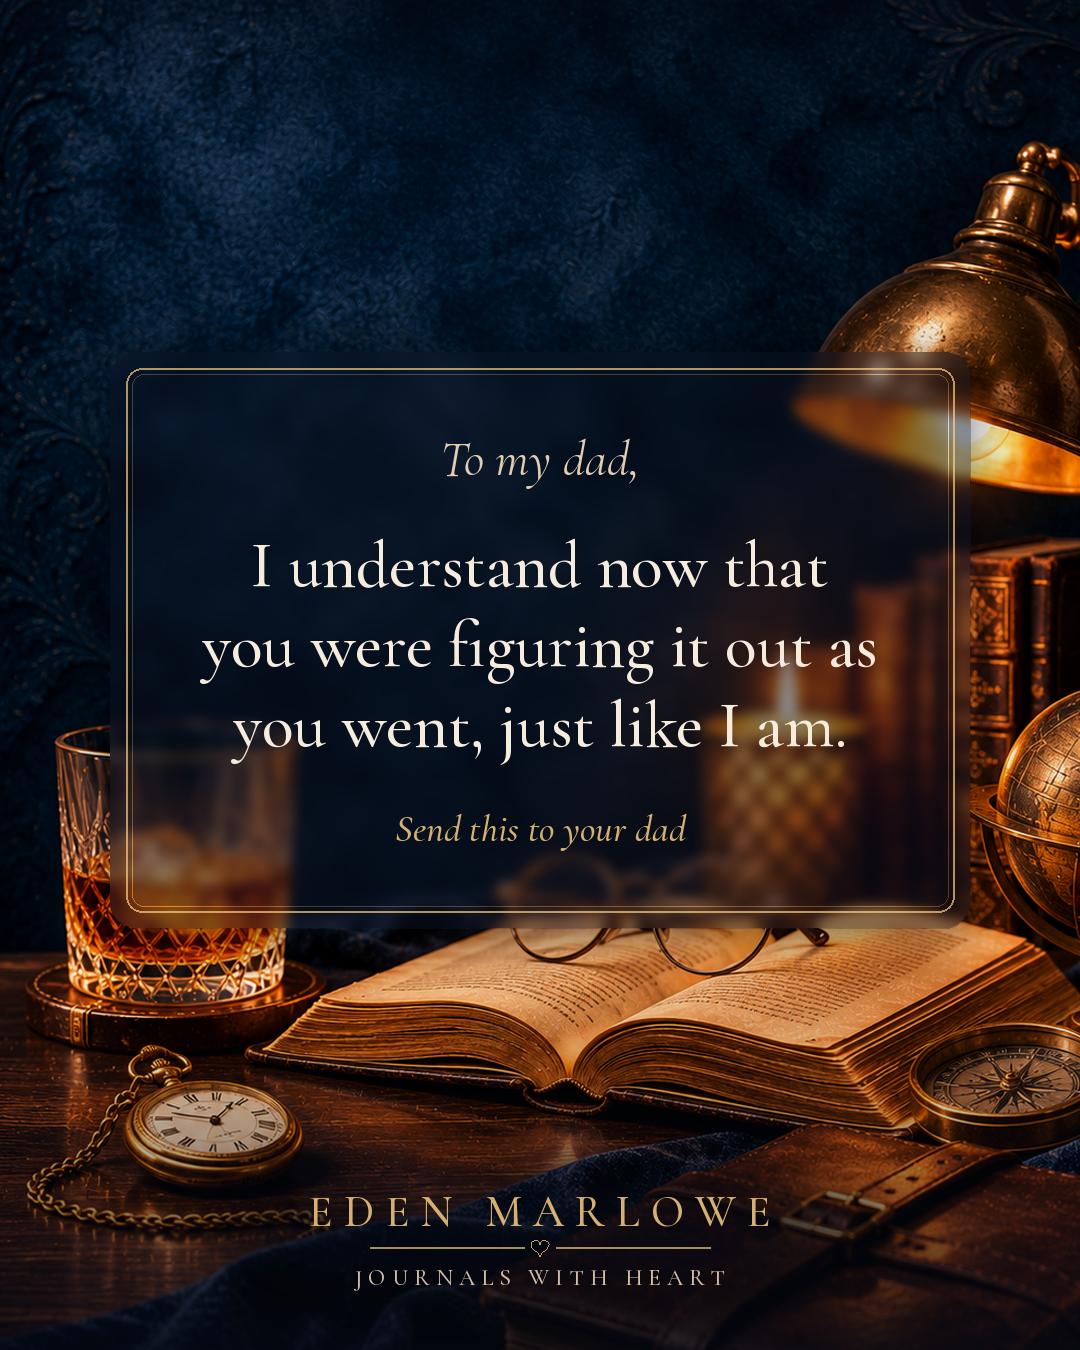 To my dad,
I understand now that
you were figuring it out as
you went, just like I am.
Send this to your dad
EDEN MARLOWE
JOURNALS WITH HEART